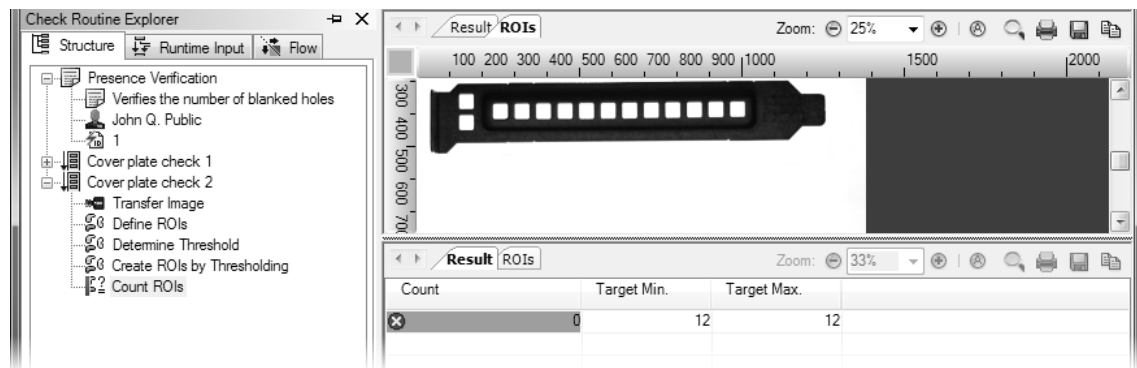 Check Routine Explorer
Structure Runtime Input Flow
Presence Verification
Verifies the number of blanked holes
John Q. Public
1
Cover plate check 1
Cover plate check 2
Transfer Image
Define ROIs
Determine Threshold
Create ROIs by Thresholding
Count ROIs
Result ROIs Zoom: 25%
100 200 300 400 500 600 700 800 900 1000 1500 2000
300
400
500
600
Result ROIs Zoom: 33%
Count Target Min. Target Max.
0 12 12